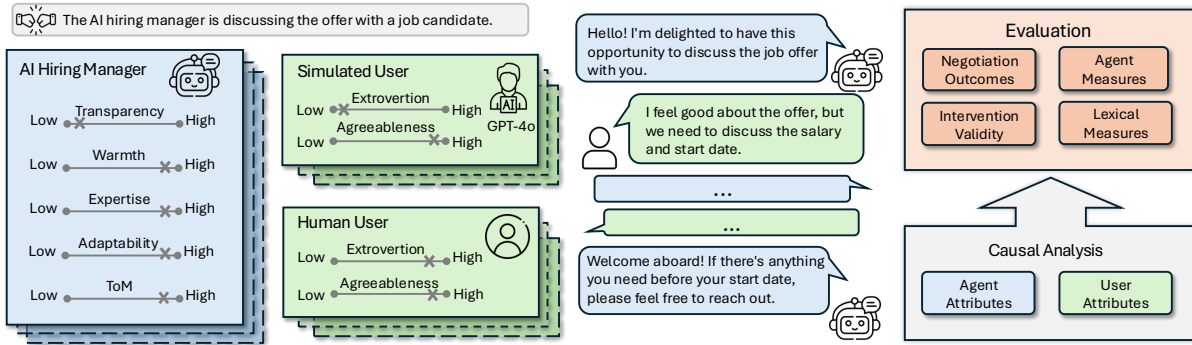 The AI hiring manager is discussing the offer with a job candidate.
AI Hiring Manager
Transparency
Low High
Warmth
Low High
Expertise
Low High
Adaptability
Low High
ToM
Low High
Simulated User
Extrovertion
Low High
Agreeableness
Low High
AI
GPT-4o
Human User
Extrovertion
Low High
Agreeableness
Low High
Hello! I'm delighted to have this
opportunity to discuss the job offer
with you.
I feel good about the offer, but
we need to discuss the salary
and start date.
...
...
Welcome aboard! If there's anything
you need before your start date,
please feel free to reach out.
Evaluation
Negotiation
Outcomes
Agent
Measures
Intervention
Validity
Lexical
Measures
Causal Analysis
Agent
Attributes
User
Attributes